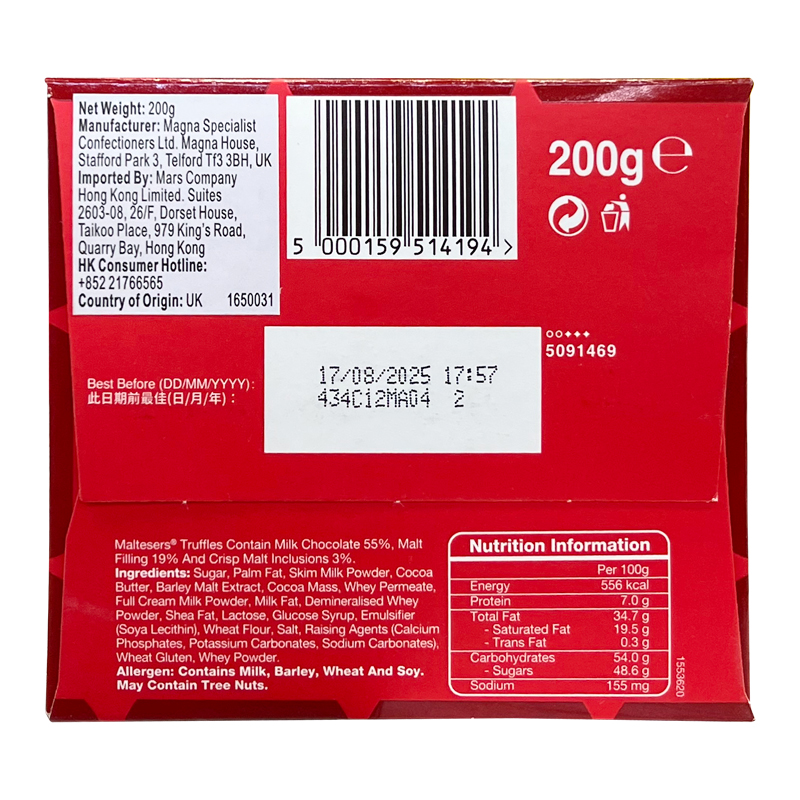 Net Weight: 200g
Manufacturer: Magna Specialist
Confectioners Ltd. Magna House,
Stafford Park 3, Telford Tf3 3BH, UK
Imported By: Mars Company
Hong Kong Limited. Suites
2603-08, 26/F, Dorset House,
Taikoo Place, 979 King's Road,
Quarry Bay, Hong Kong
HK Consumer Hotline:
+852 21766565
Country of Origin: UK 1650031
5 000159 514194 >
200g ℮
5091469
Best Before (DD/MM/YYYY):
此日期前最佳(日/月/年):
17/08/2025 17:57
434C12MA04 2
Maltesers® Truffles Contain Milk Chocolate 55%, Malt
Filling 19% And Crisp Malt Inclusions 3%.
Ingredients: Sugar, Palm Fat, Skim Milk Powder, Cocoa
Butter, Barley Malt Extract, Cocoa Mass, Whey Permeate,
Full Cream Milk Powder, Milk Fat, Demineralised Whey
Powder, Shea Fat, Lactose, Glucose Syrup, Emulsifier
(Soya Lecithin), Wheat Flour, Salt, Raising Agents (Calcium
Phosphates, Potassium Carbonates, Sodium Carbonates),
Wheat Gluten, Whey Powder.
Allergen: Contains Milk, Barley, Wheat And Soy.
May Contain Tree Nuts.
Nutrition Information
Per 100g
Energy 556 kcal
Protein 7.0 g
Total Fat 34.7 g
- Saturated Fat 19.5 g
- Trans Fat 0.3 g
Carbohydrates 54.0 g
- Sugars 48.6 g
Sodium 155 mg
1553620